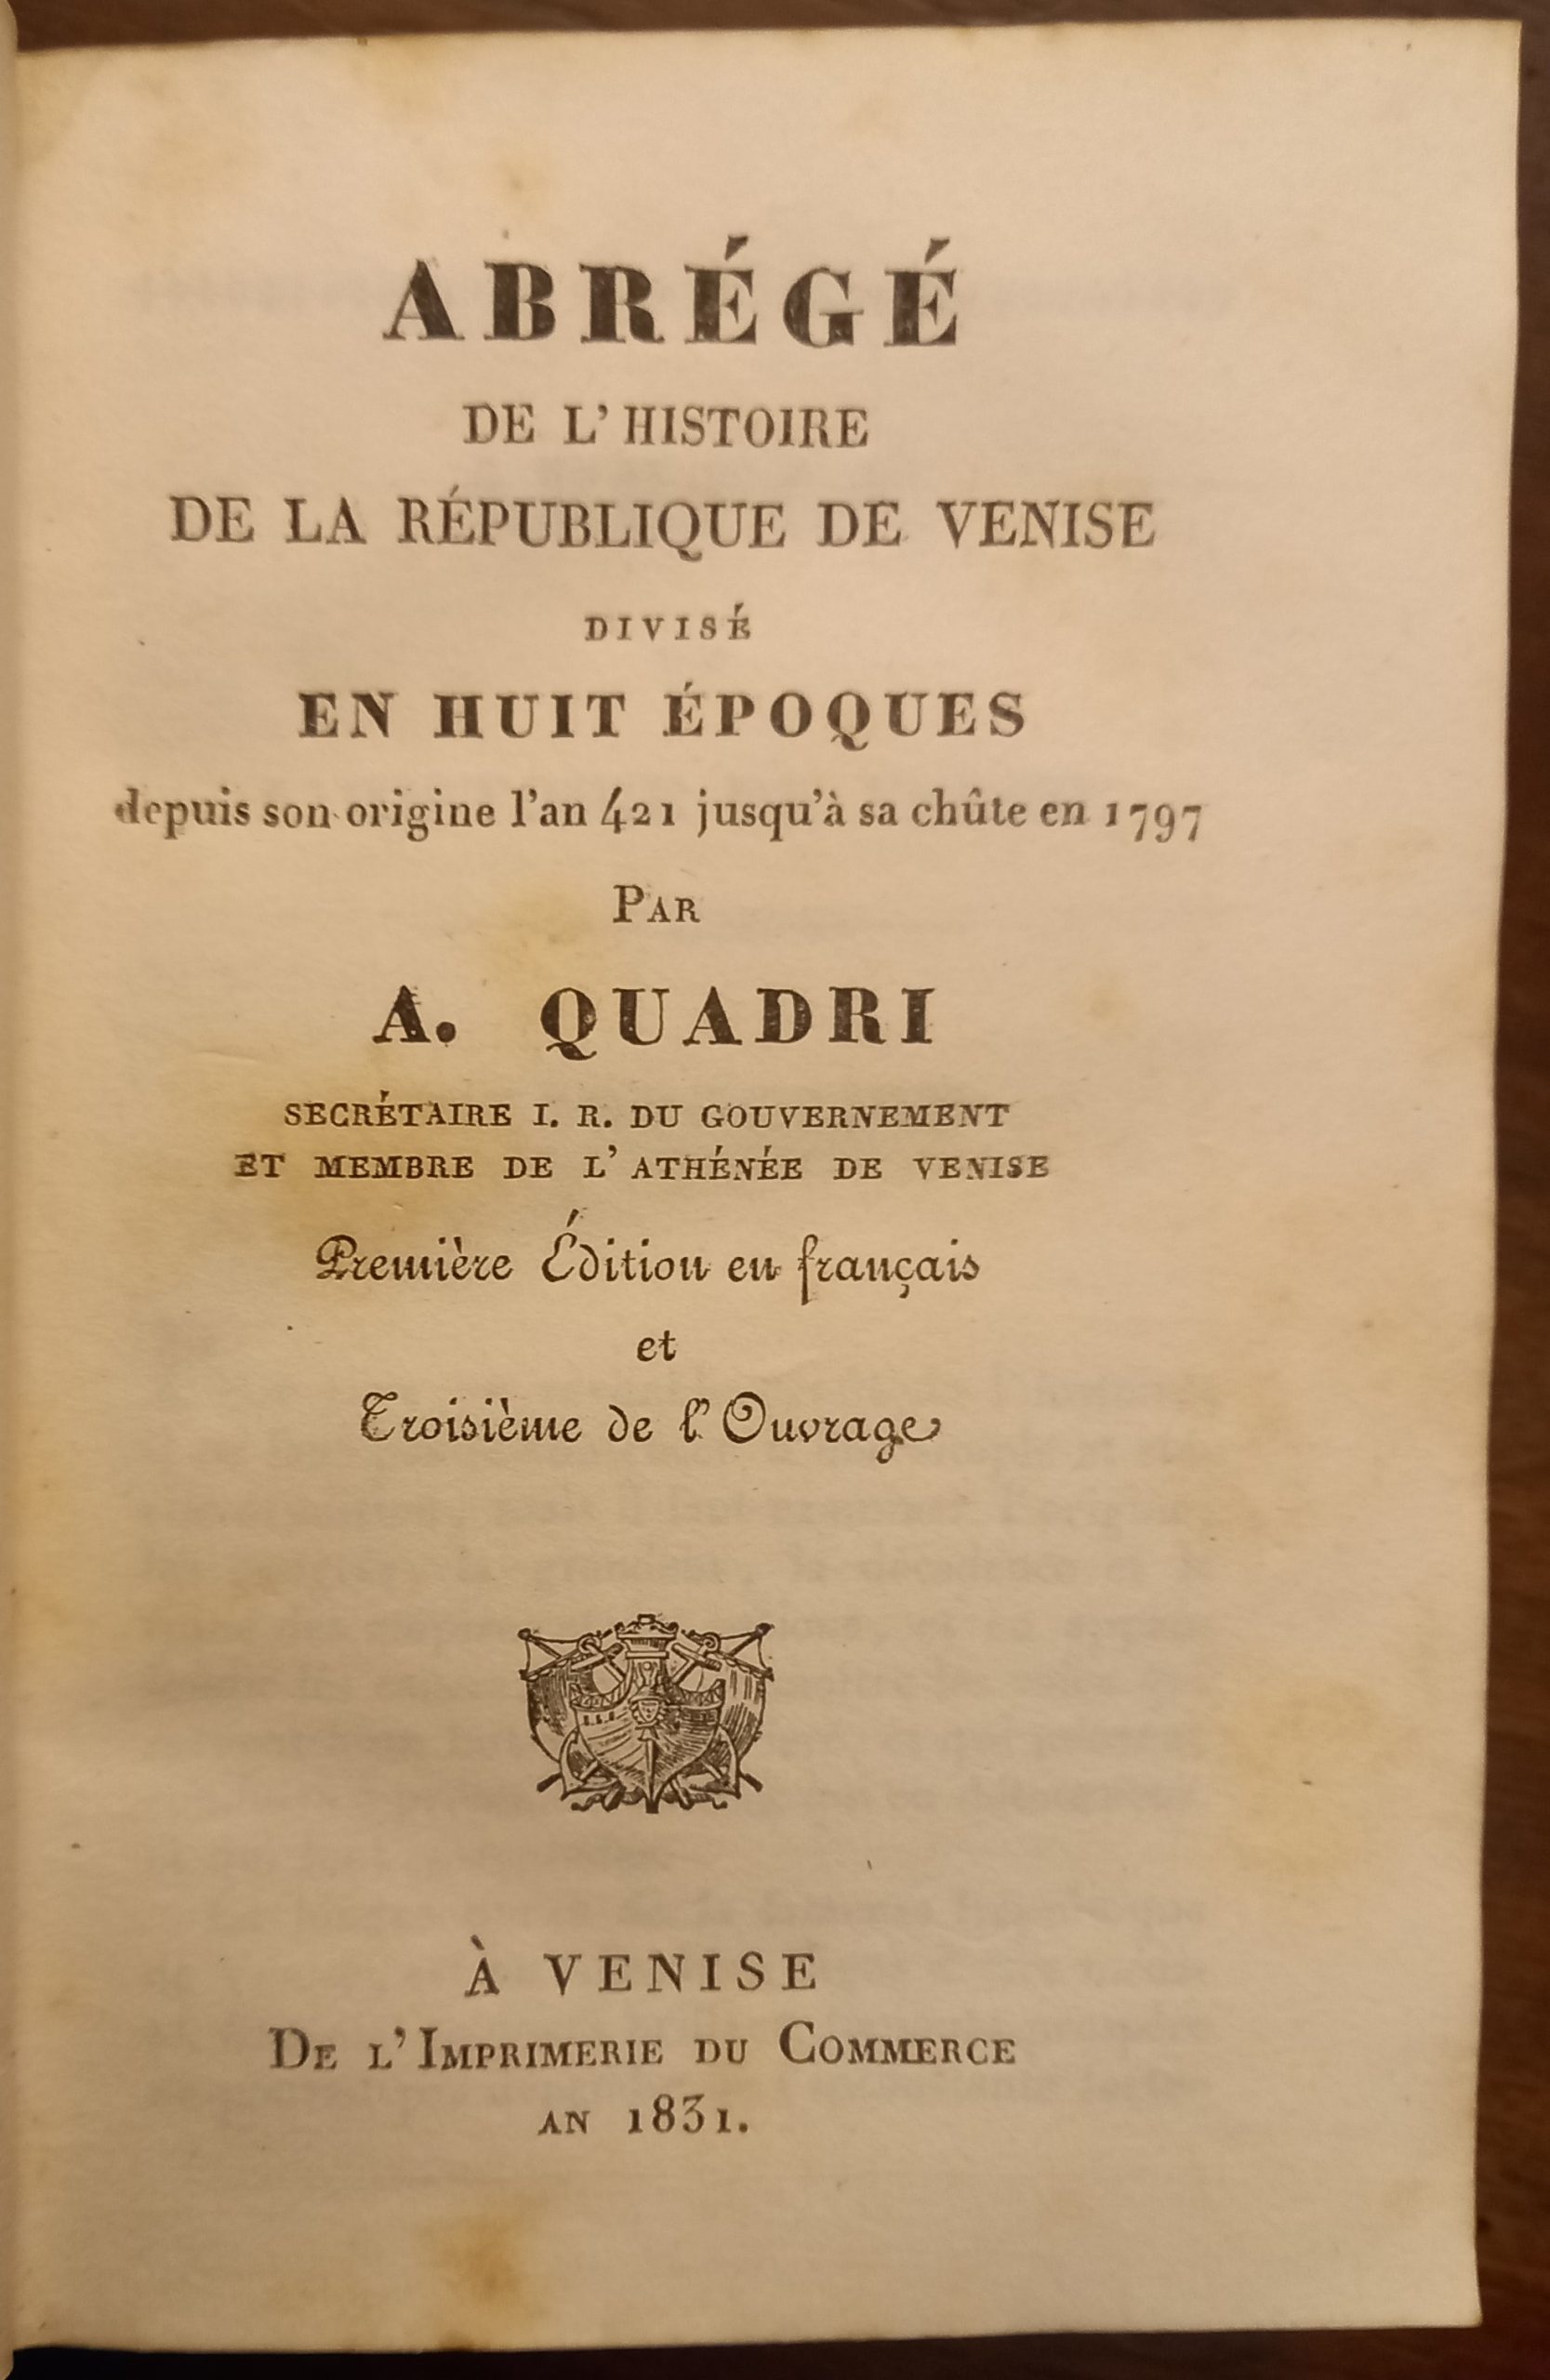 ABRÉGÉ
DE L'HISTOIRE
DE LA RÉPUBLIQUE DE VENISE
DIVISÉ
EN HUIT ÉPOQUES
depuis son origine l'an 421 jusqu'à sa chûte en 1797
PAR
A. QUADRI
SECRÉTAIRE I. R. DU GOUVERNEMENT
ET MEMBRE DE L'ATHÉNÉE DE VENISE
Première Édition en français
et
Troisième de l'Ouvrage
À VENISE
DE L'IMPRIMERIE DU COMMERCE
AN 1831.